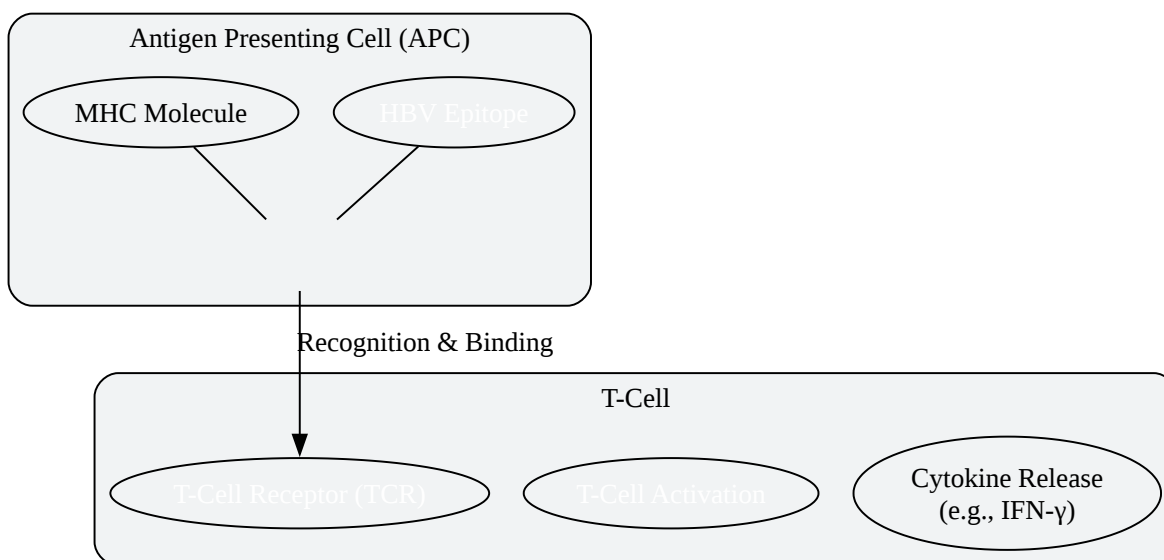 Antigen Presenting Cell (APC)
MHC Molecule
HBV Epitope
Recognition & Binding
T-Cell
T-Cell Receptor (TCR)
T-Cell Activation
Cytokine Release
(e.g., IFN-γ)